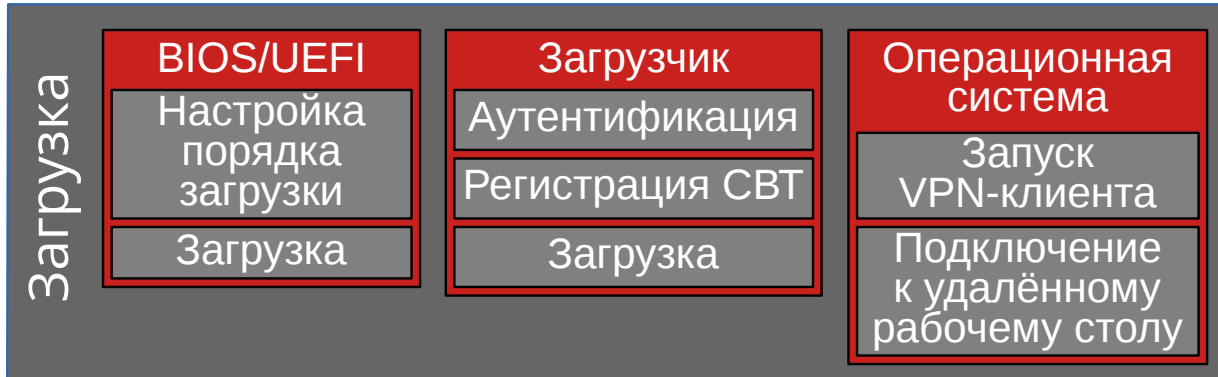 Загрузка
BIOS/UEFI
Настройка
порядка
загрузки
Загрузка
Загрузчик
Аутентификация
Регистрация СВТ
Загрузка
Операционная
система
Запуск
VPN-клиента
Подключение
к удалённому
рабочему столу